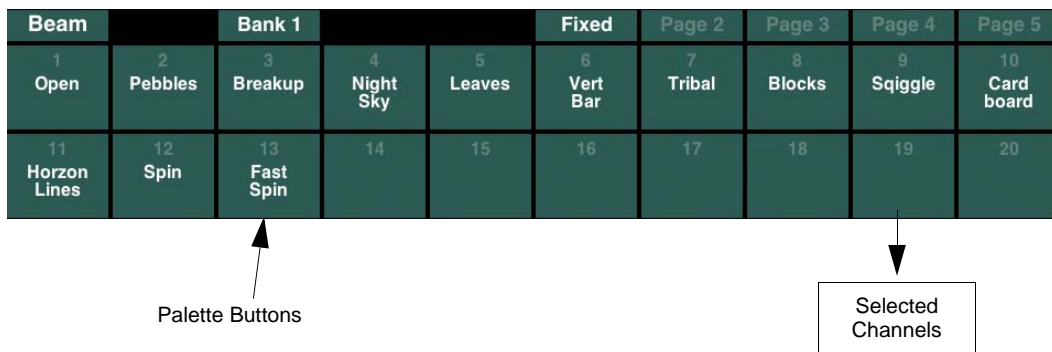 Beam Bank 1 Fixed Page 2 Page 3 Page 4 Page 5
1 2 3 4 5 6 7 8 9 10
Open Pebbles Breakup Night Sky Leaves Vert Bar Tribal Blocks Sqiggle Card board
11 12 13 14 15 16 17 18 19 20
Horzon Lines Spin Fast Spin
Palette Buttons
Selected
Channels